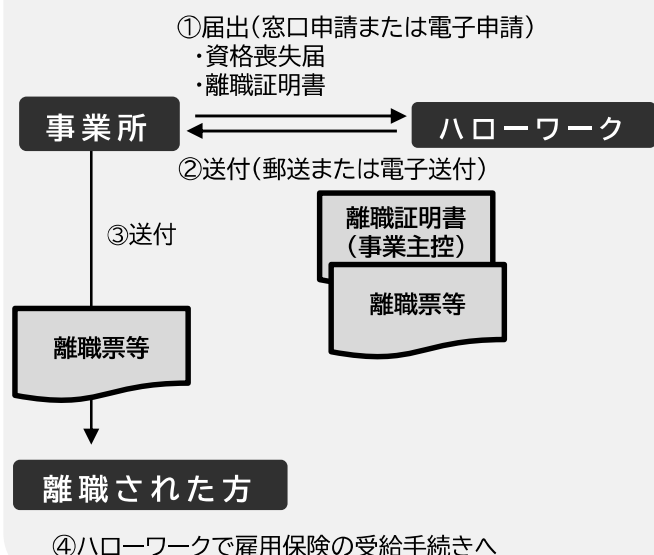 ①届出(窓口申請または電子申請)
・資格喪失届
・離職証明書
事業所
ハローワーク
②送付(郵送または電子送付)
離職証明書
(事業主控)
③送付
離職票等
離職票等
離職された方
④ハローワークで雇用保険の受給手続きへ